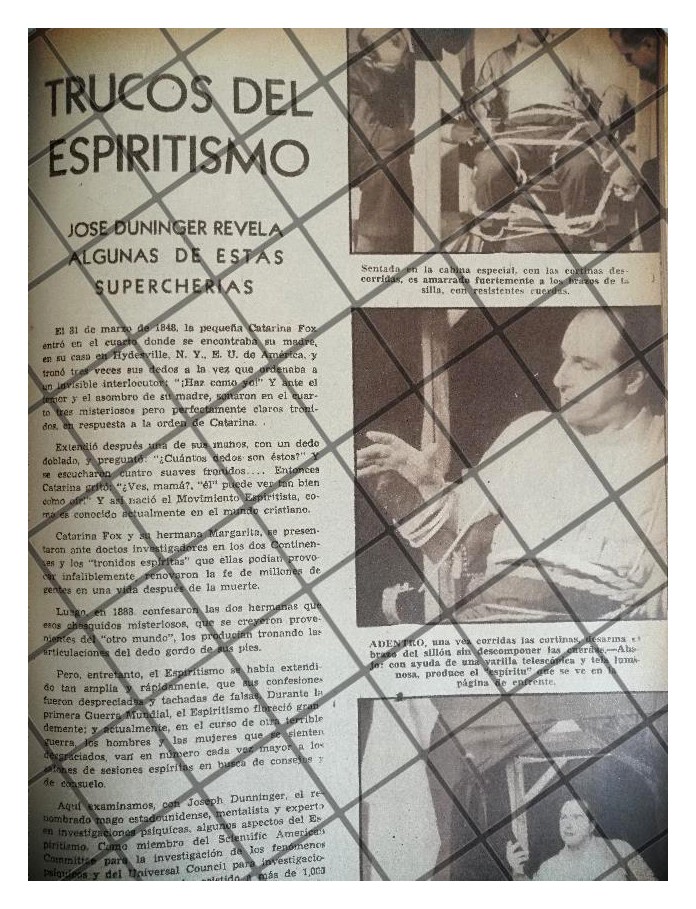 TRUCOS DEL
ESPIRITISMO
JOSE DUNINGER REVELA
ALGUNAS DE ESTAS
SUPERCHERIAS
El 31 de marzo de 1848, la pequeña Catarina Fox
entró en el cuarto donde se encontraba su madre,
en su casa en Hydesville, N. Y., E. U. de América, y
tronó tres veces sus dedos a la vez que ordenaba a
un invisible interlocutor: "¡Haz como yo!" Y ante el
temor y el asombro de su madre, sonaron en el cuar-
to tres misteriosos pero perfectamente claros troni-
dos, en respuesta a la orden de Catarina.
Extendió después una de sus manos, con un dedo
doblado, y preguntó: "¿Cuántos dedos son éstos?" Y
se escucharon cuatro suaves tronidos.... Entonces
Catarina gritó: "¿Ves, mamá?, "él" puede ver tan bien
como oír!" Y así nació el Movimiento Espiritista, co-
mo es conocido actualmente en el mundo cristiano.
Catarina Fox y su hermana Margarita, se presen-
taron ante doctos investigadores en los dos Continen-
tes y los "tronidos espíritas" que ellas podían provo-
car infaliblemente, renovaron la fe de millones de
gentes en una vida después de la muerte.
Luego, en 1888, confesaron las dos hermanas que
esos chasquidos misteriosos, que se creyeron prove-
nientes del "otro mundo", los producían tronando las
articulaciones del dedo gordo de sus pies.
Pero, entretanto, el Espiritismo se había extendi-
do tan amplia y rápidamente, que sus confesiones
fueron despreciadas y tachadas de falsas. Durante la
primera Guerra Mundial, el Espiritismo floreció gran-
demente; y actualmente, en el curso de otra terrible
guerra, los hombres y las mujeres que se sienten
desgraciados, van en número cada vez mayor a los
salones de sesiones espíritas en busca de consejos y
de consuelo.
Aquí examinamos, con Joseph Dunninger, el re-
nombrado mago estadounidense, mentalista y experto
en investigaciones psíquicas, algunos aspectos del Es-
piritismo. Como miembro del Scientific American
Committee para la investigación de los fenómenos
psíquicos y del Universal Council para investigacio-
a más de 1,000
Sentada en la cabina especial, con las cortinas des-
corridas, es amarrado fuertemente a los brazos de la
silla, con resistentes cuerdas.
ADENTRO, una vez corridas las cortinas, desarma el
brazo del sillón sin descomponer las cuerdas.—Aba-
jo: con ayuda de una varilla telescópica y tela lumi-
nosa, produce el "espíritu" que se ve en la
página de enfrente.